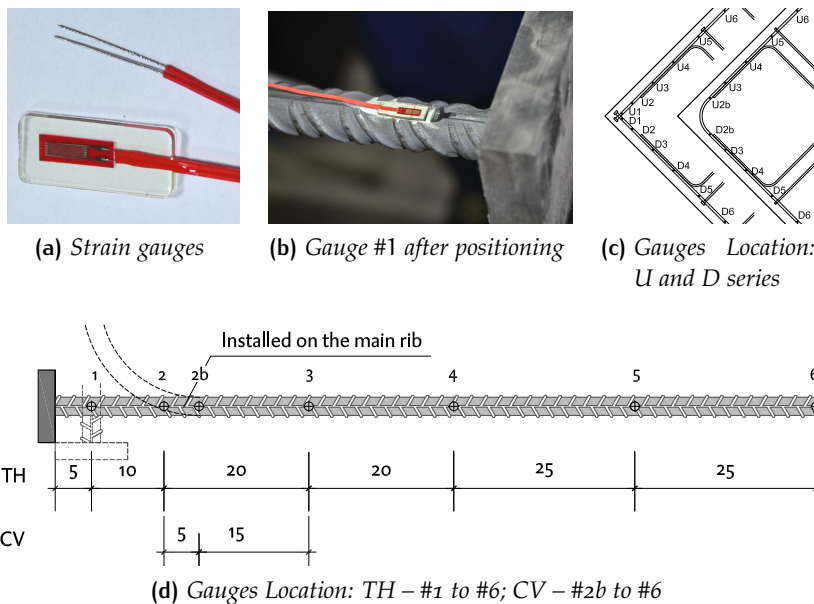 (a) Strain gauges
(b) Gauge #1 after positioning
U6
U5
U4
U3
U2
U1
D1
D2
D3
D4
D5
D6
U6
U5
U4
U3
U2b
D2b
D3
D4
D5
D6
(c) Gauges Location:
U and D series
Installed on the main rib
1 2 2b 3 4 5 6
TH 5 10 20 20 25 25
CV 5 15
(d) Gauges Location: TH – #1 to #6; CV – #2b to #6